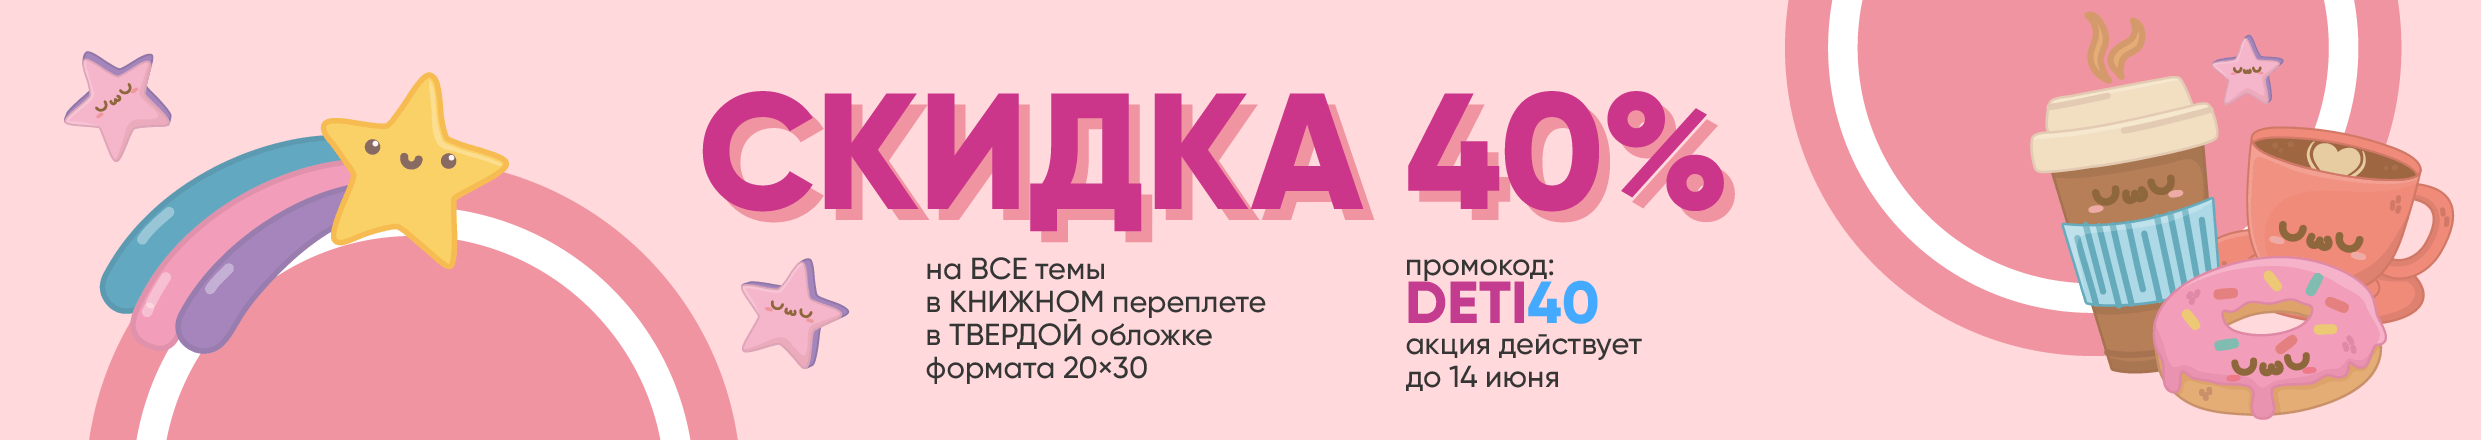 СКИДКА 40%
на ВСЕ темы
в КНИЖНОМ переплете
в ТВЕРДОЙ обложке
формата 20×30
промокод:
DETI40
акция действует
до 14 июня